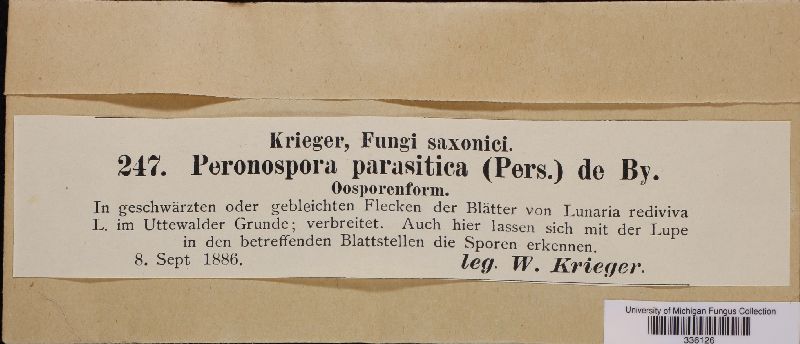 Krieger, Fungi saxonici.
247. Peronospora parasitica (Pers.) de By.
Oosporenform.
In geschwärzten oder gebleichten Flecken der Blätter von Lunaria rediviva
L. im Uttewalder Grunde; verbreitet. Auch hier lassen sich mit der Lupe
in den betreffenden Blattstellen die Sporen erkennen.
8. Sept 1886. leg. W. Krieger.
University of Michigan Fungus Collection
336126